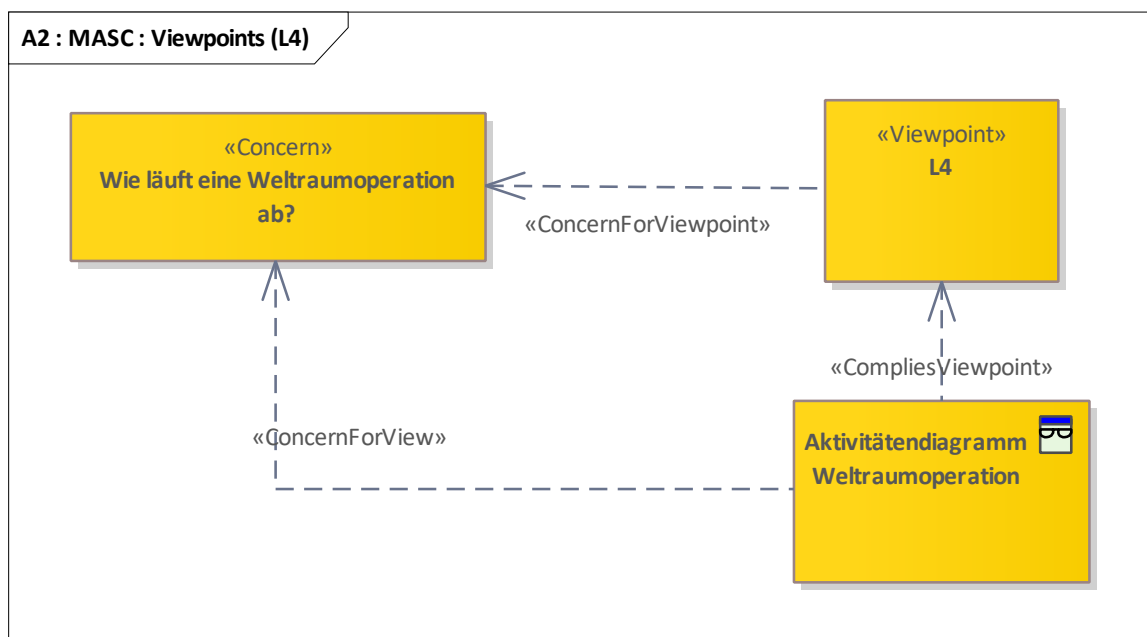 A2 : MASC : Viewpoints (L4)
«Concern»
Wie läuft eine Weltraumoperation
ab?
«Viewpoint»
L4
«ConcernForViewpoint»
«CompliesViewpoint»
«ConcernForView»
Aktivitätendiagramm
Weltraumoperation